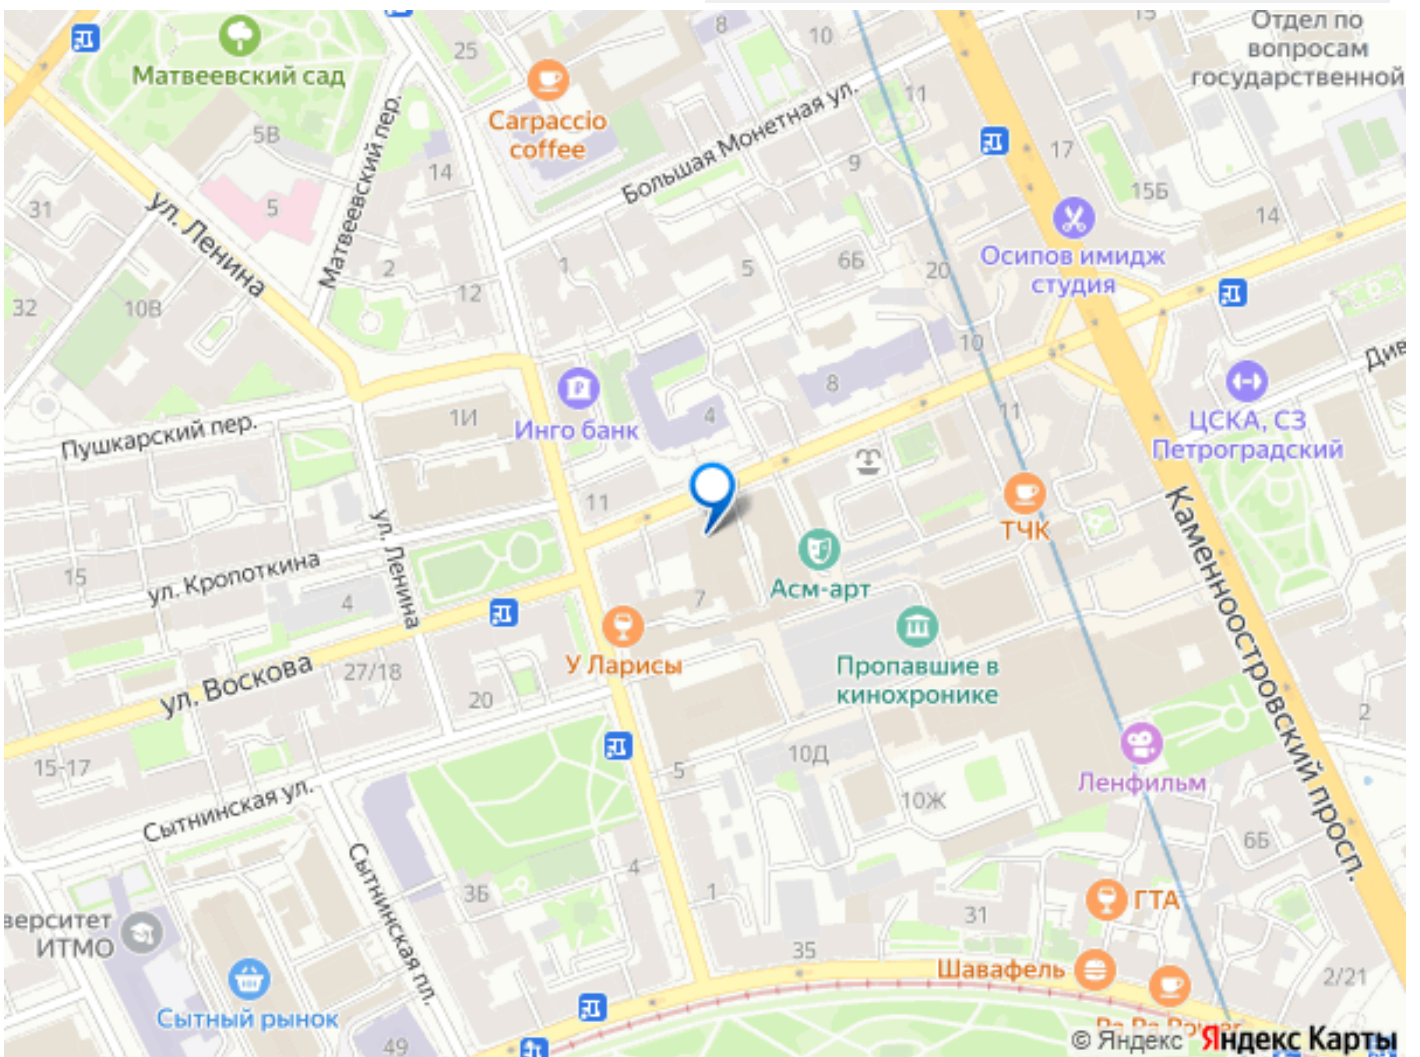 15
Отдел по
вопросам
государственной
8
10
25
Матвеевский сад
Carpaccio
coffee
11
Большая Монетная ул.
5В
17
9
14
15Б
Матвеевский пер.
31
5
14
ул. Ленина
Осипов имидж
студия
2
1
5
6Б
20
12
32
10В
10
Див
8
1И
4
11
Инго банк
ЦСКА, СЗ
Петроградский
Пушкарский пер.
11
ТЧК
Каменноостровский просп.
ул. Ленина
15
ул. Кропоткина
4
Асм-арт
7
У Ларисы
Пропавшие в
кинохронике
27/18
ул. Воскова
20
2
15-17
5
10Д
Ленфильм
10Ж
Сытнинская ул.
6Б
4
3Б
1
Сытнинская пл.
ГТА
31
верситет
ИТМО
35
Шавафель
2/21
Сытный рынок
49
© Яндекс Яндекс Карты